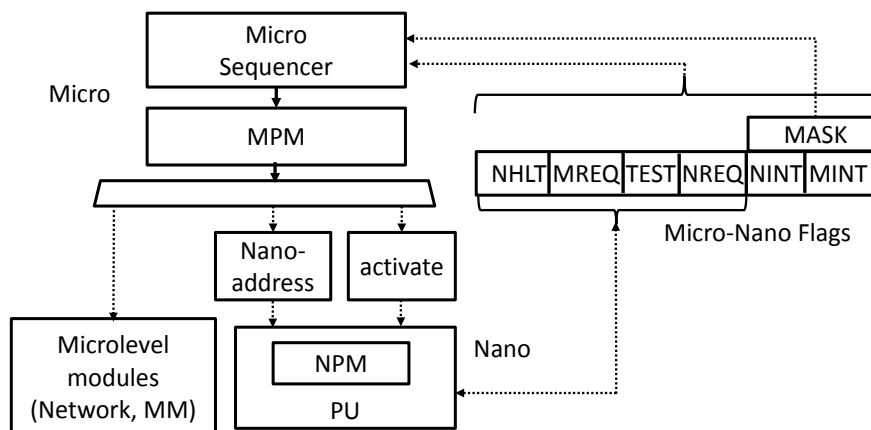 Micro
Sequencer
Micro
MPM
MASK
NHLT MREQ TEST NREQ NINT MINT
Micro-Nano Flags
Nano-
address
activate
Microlevel
modules
(Network, MM)
NPM
PU
Nano